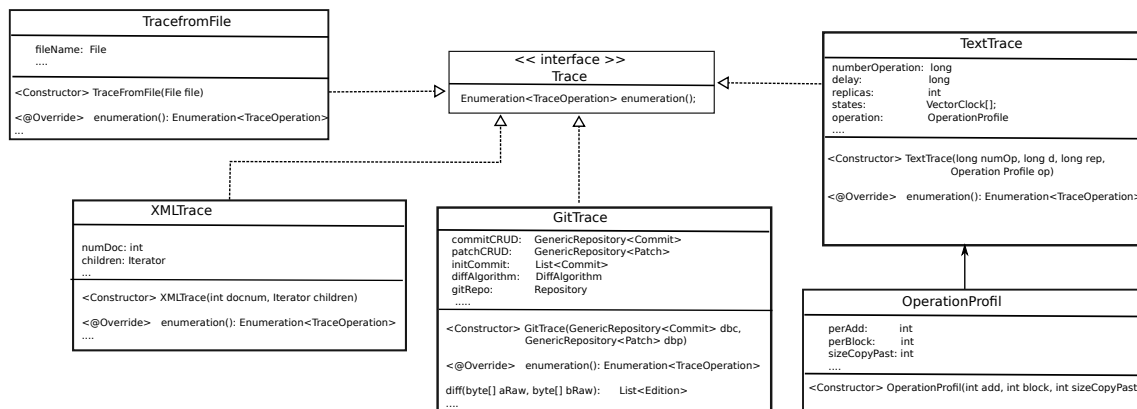 TracefromFile
fileName: File
....
<Constructor> TraceFromFile(File file)
<@Override> enumeration(): Enumeration<TraceOperation>
...
<< interface >>
Trace
Enumeration<TraceOperation> enumeration();
TextTrace
numberOperation: long
delay: long
replicas: int
states: VectorClock[];
operation: OperationProfile
....
<Constructor> TextTrace(long numOp, long d, long rep,
Operation Profile op)
<@Override> enumeration(): Enumeration<TraceOperation>
XMLTrace
numDoc: int
children: Iterator
...
<Constructor> XMLTrace(int docnum, Iterator children)
<@Override> enumeration(): Enumeration<TraceOperation>
....
GitTrace
commitCRUD: GenericRepository<Commit>
patchCRUD: GenericRepository<Patch>
initCommit: List<Commit>
diffAlgorithm: DiffAlgorithm
gitRepo: Repository
.....
<Constructor> GitTrace(GenericRepository<Commit> dbc,
GenericRepository<Patch> dbp)
<@Override> enumeration(): Enumeration<TraceOperation>
diff(byte[] aRaw, byte[] bRaw): List<Edition>
....
OperationProfil
perAdd: int
perBlock: int
sizeCopyPast: int
....
<Constructor> OperationProfil(int add, int block, int sizeCopyPast